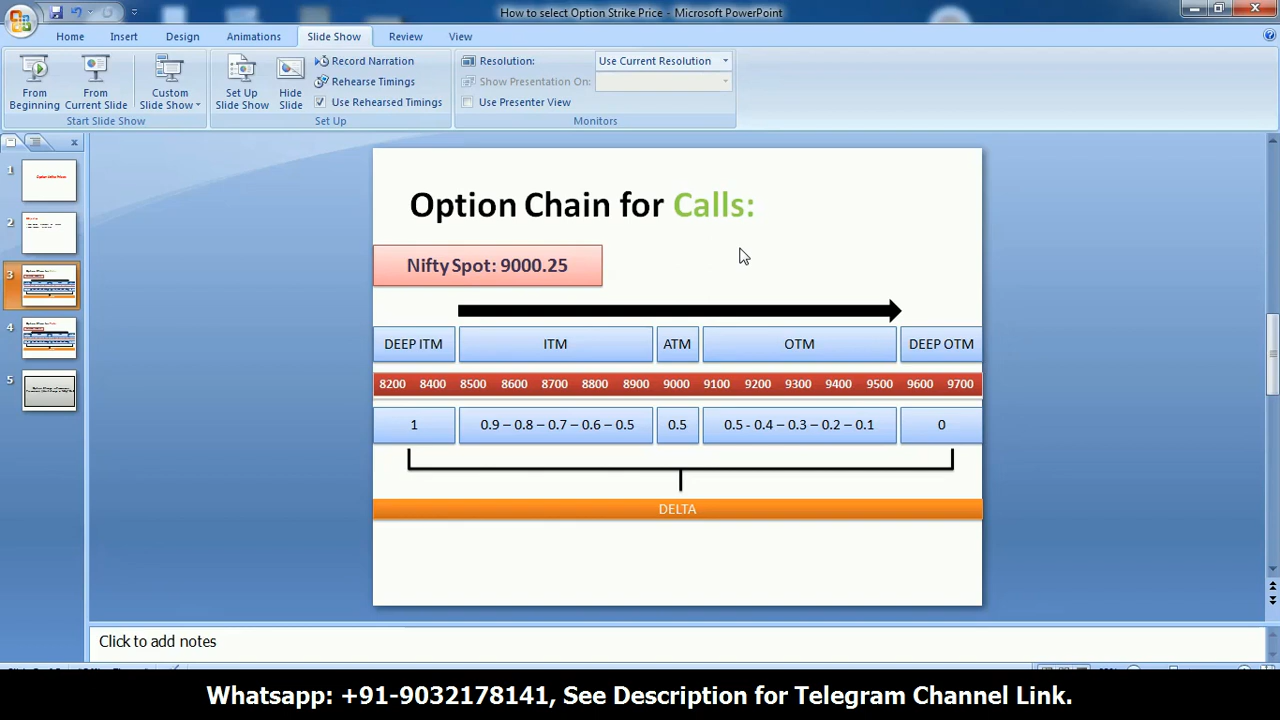 How to select Option Strike Price - Microsoft PowerPoint
Home Insert Design Animations Slide Show Review View
From Beginning
From Current Slide
Custom Slide Show
Start Slide Show
Set Up Slide Show
Hide Slide
Record Narration
Rehearse Timings
Use Rehearsed Timings
Set Up
Resolution: Use Current Resolution
Show Presentation On:
Use Presenter View
Monitors
1
2
3
4
5
Option Chain for Calls:
Nifty Spot: 9000.25
DEEP ITM ITM ATM OTM DEEP OTM
8200 8400 8500 8600 8700 8800 8900 9000 9100 9200 9300 9400 9500 9600 9700
1 0.9 – 0.8 – 0.7 – 0.6 – 0.5 0.5 0.5 - 0.4 – 0.3 – 0.2 – 0.1 0
DELTA
Click to add notes
Whatsapp: +91-9032178141, See Description for Telegram Channel Link.